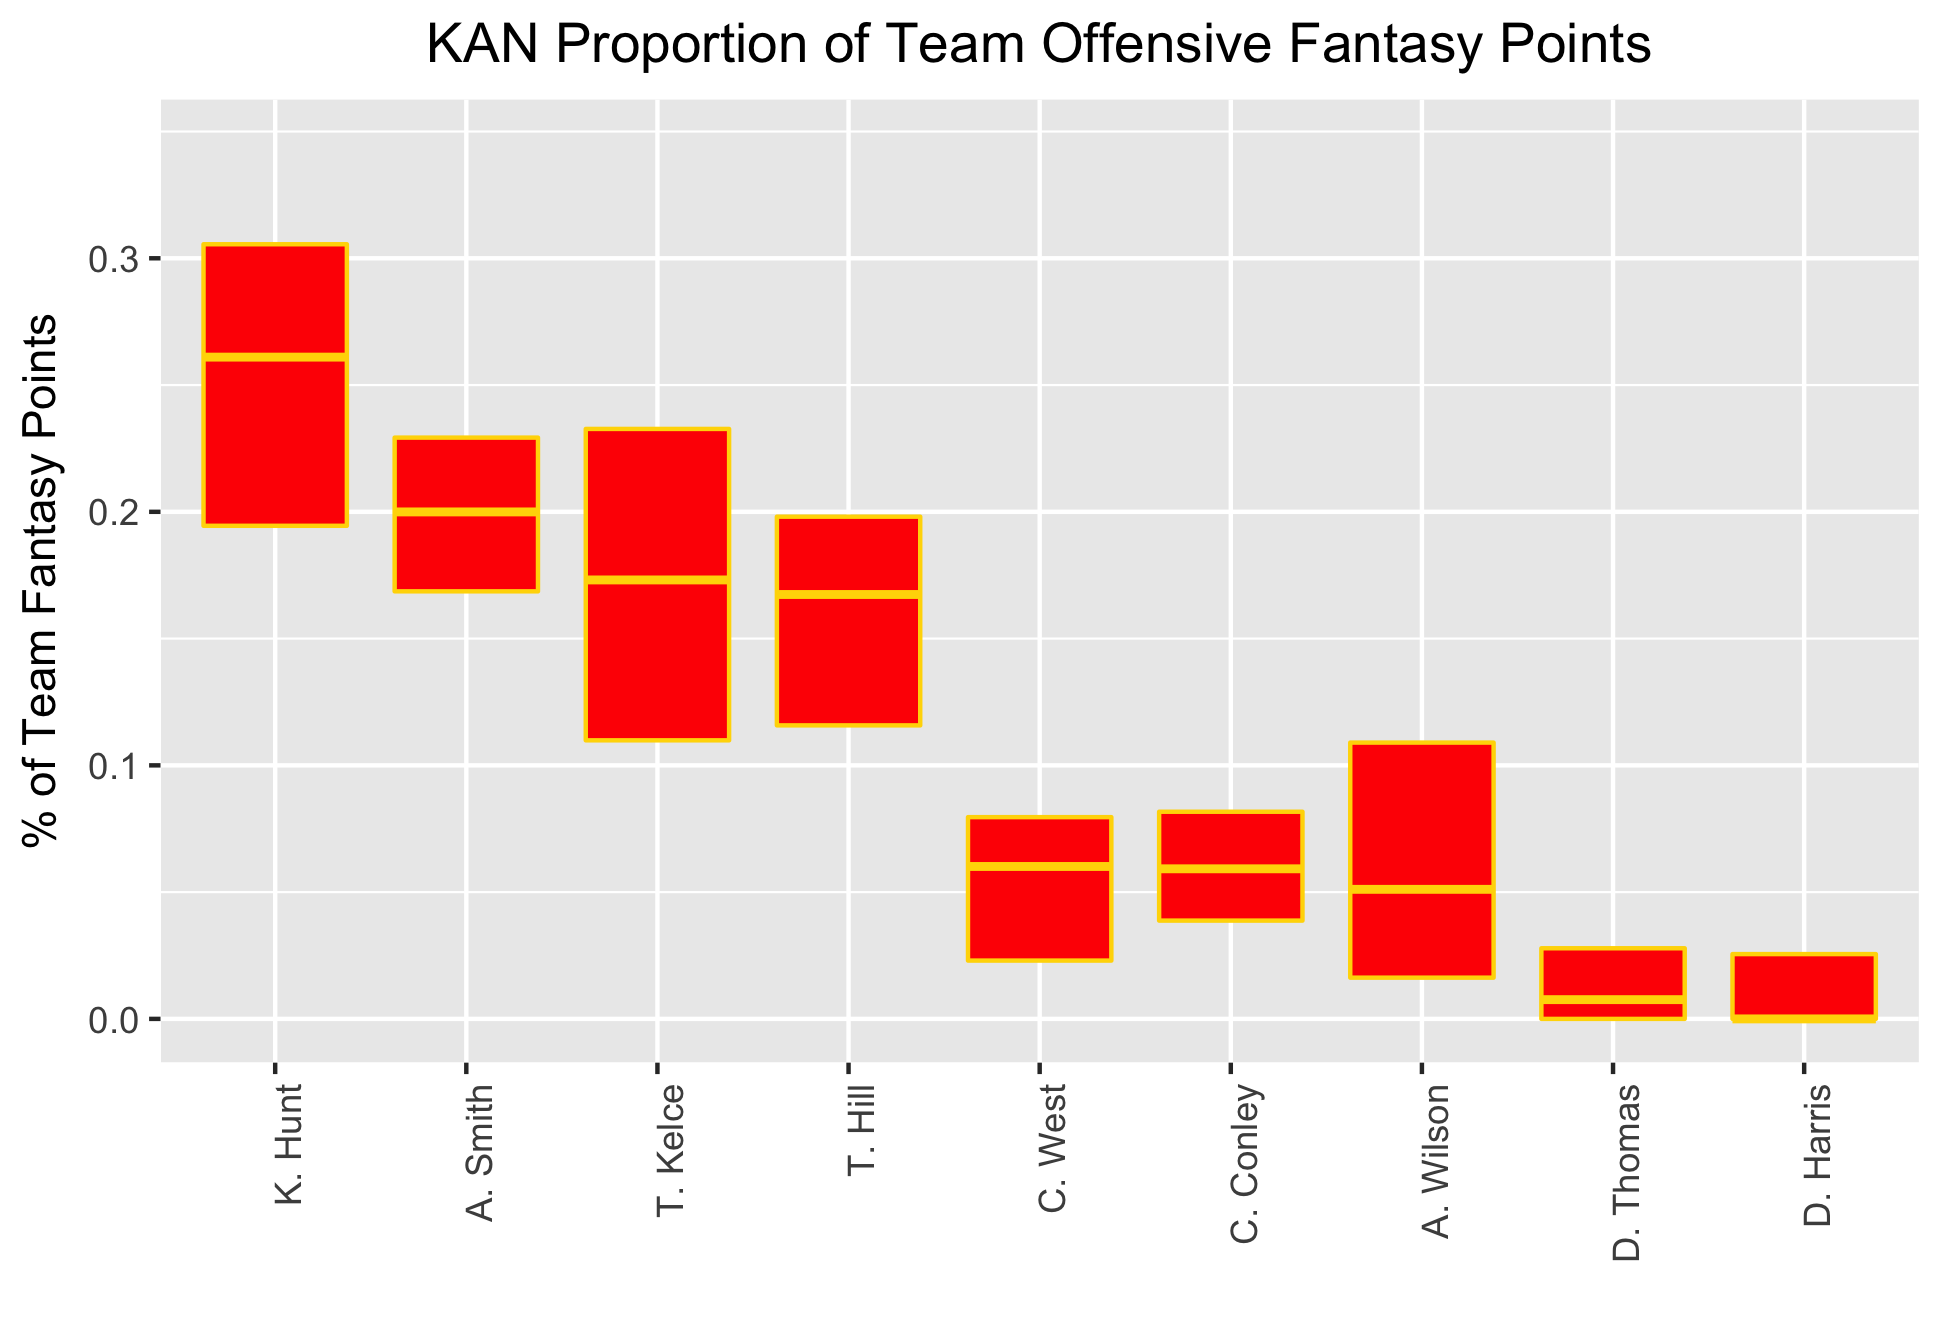 KAN Proportion of Team Offensive Fantasy Points
% of Team Fantasy Points
0.3
0.2
0.1
0.0
K. Hunt
A. Smith
T. Kelce
T. Hill
C. West
C. Conley
A. Wilson
D. Thomas
D. Harris